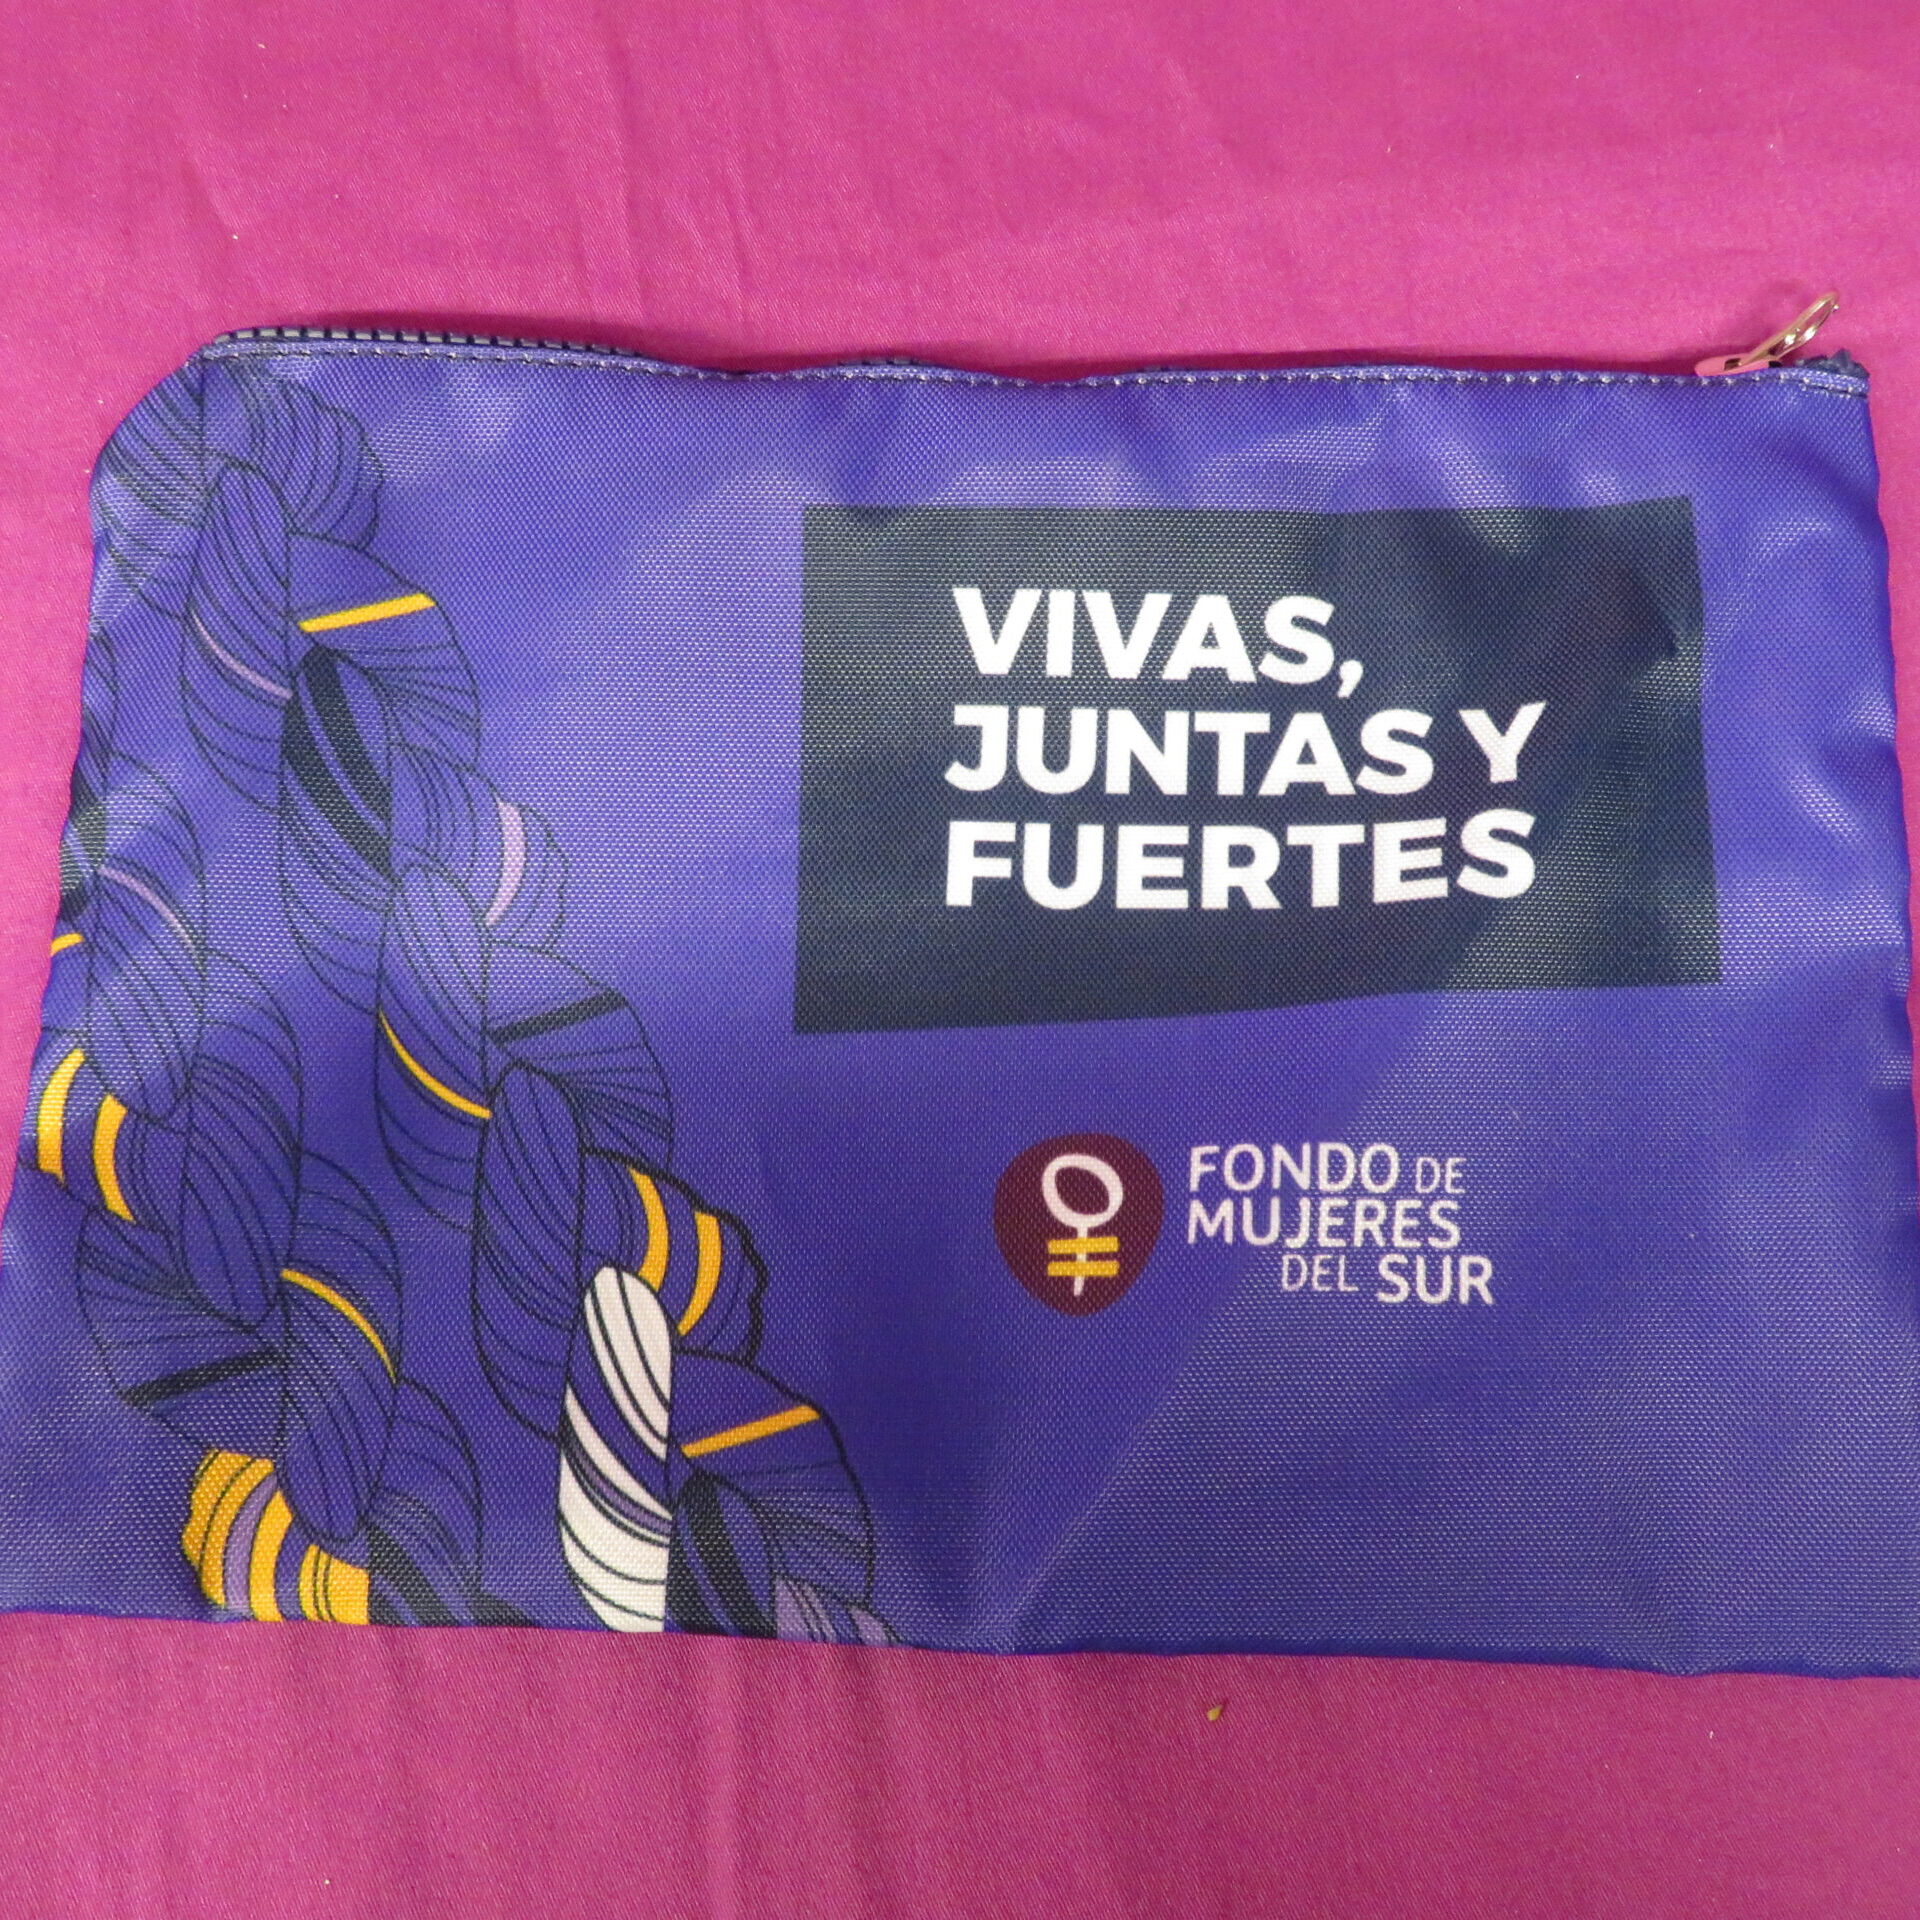 VIVAS,
JUNTAS Y
FUERTES
FONDO DE
MUJERES
DEL SUR